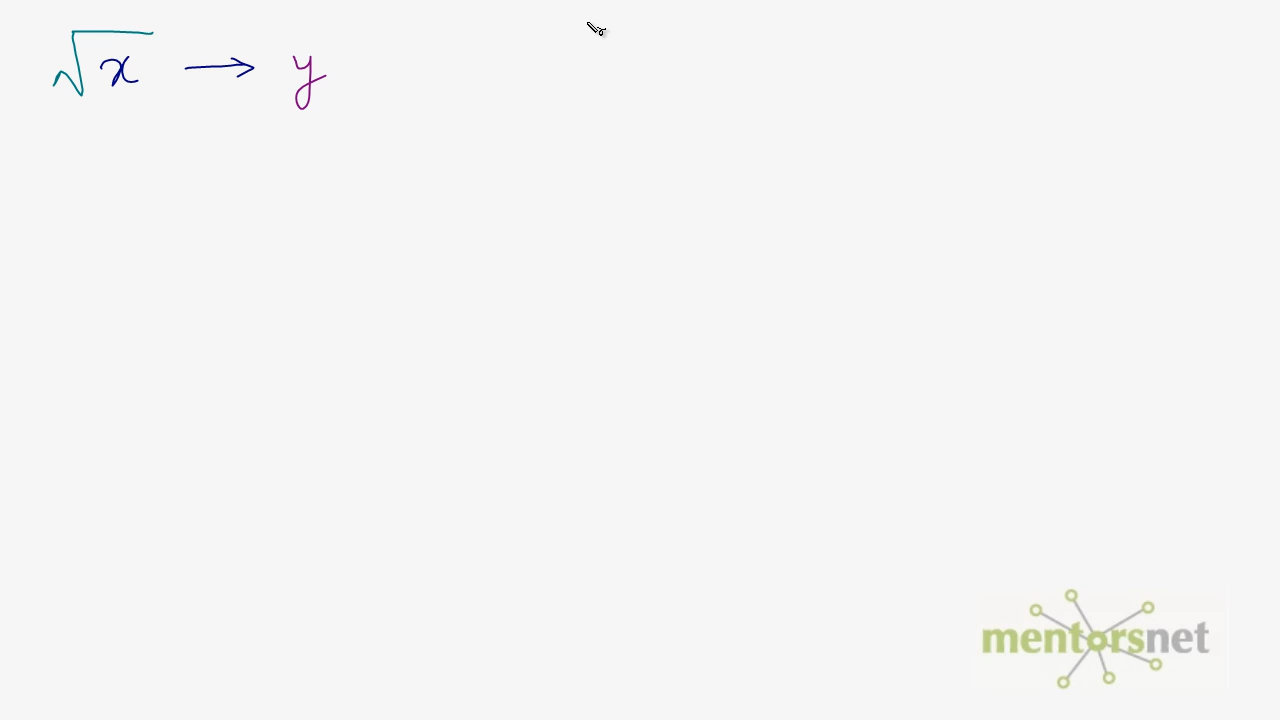 √x → y
mentorsnet